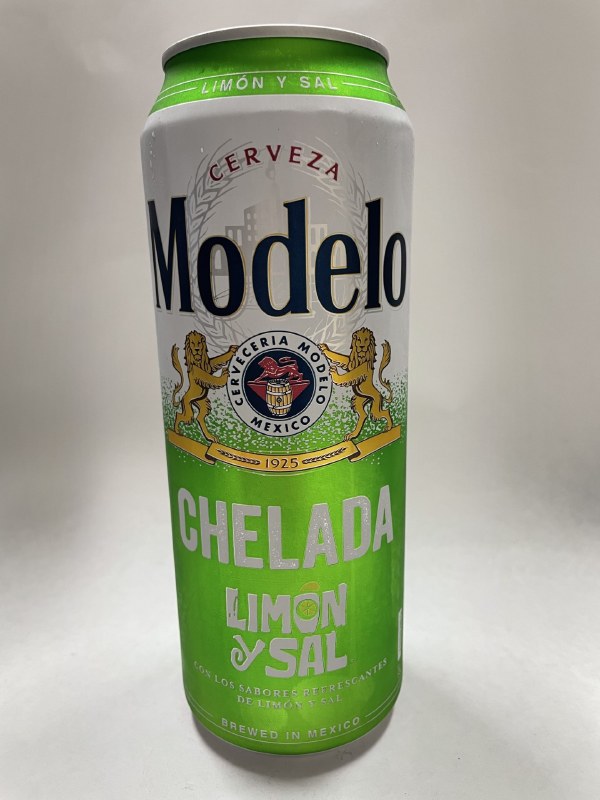 LIMÓN Y SAL
CERVEZA
Modelo
CERVECERIA MODELO
MEXICO
1925
CHELADA
LIMÓN
y SAL
CON LOS SABORES REFRESCANTES
DE LIMÓN Y SAL
BREWED IN MEXICO